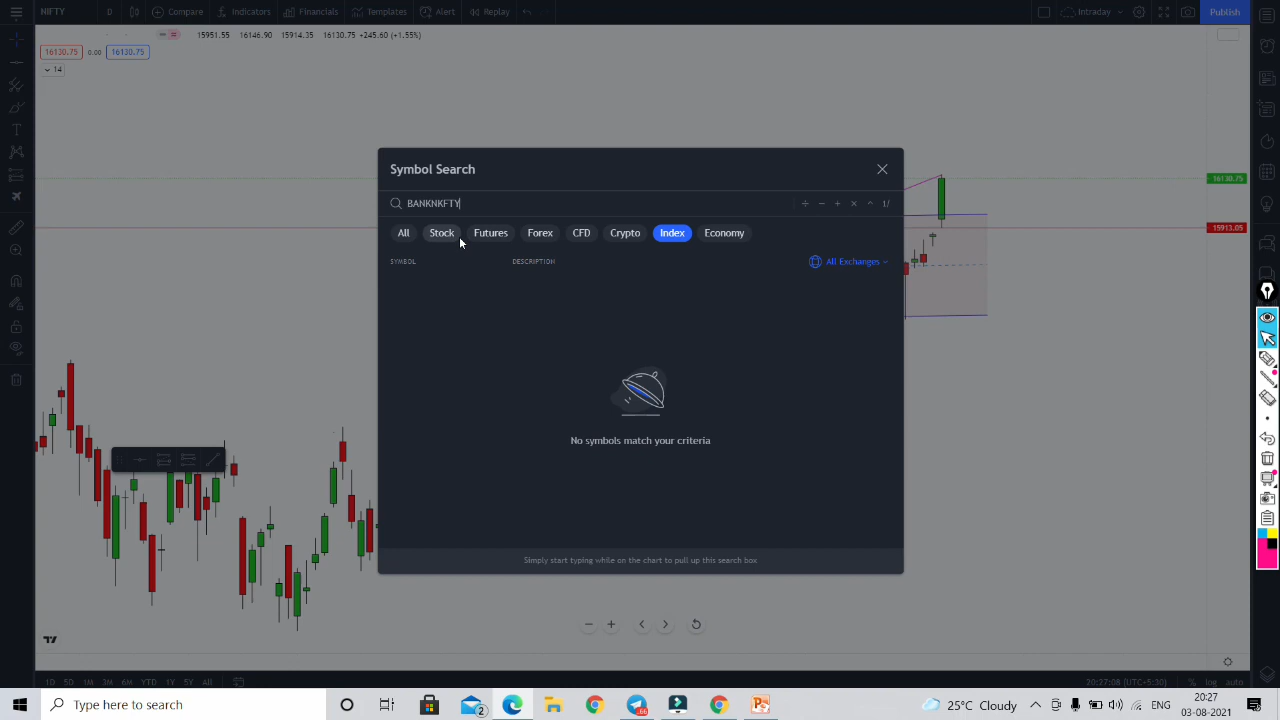 NIFTY D Compare Indicators Financials Templates Alert Replay Intraday Publish
15951.55 16146.90 15914.35 16130.75 +245.60 (+1.55%)
16130.75 0.00 16130.75
14
Symbol Search
BANKNKFTY 1/
All Stock Futures Forex CFD Crypto Index Economy
SYMBOL DESCRIPTION All Exchanges
No symbols match your criteria
Simply start typing while on the chart to pull up this search box
16130.75
15913.05
1D 5D 1M 3M 6M YTD 1Y 5Y All 20:27:08 (UTC+5:30) % log auto
Type here to search 2 66 25° Cloudy ENG 20:27
03-08-2021